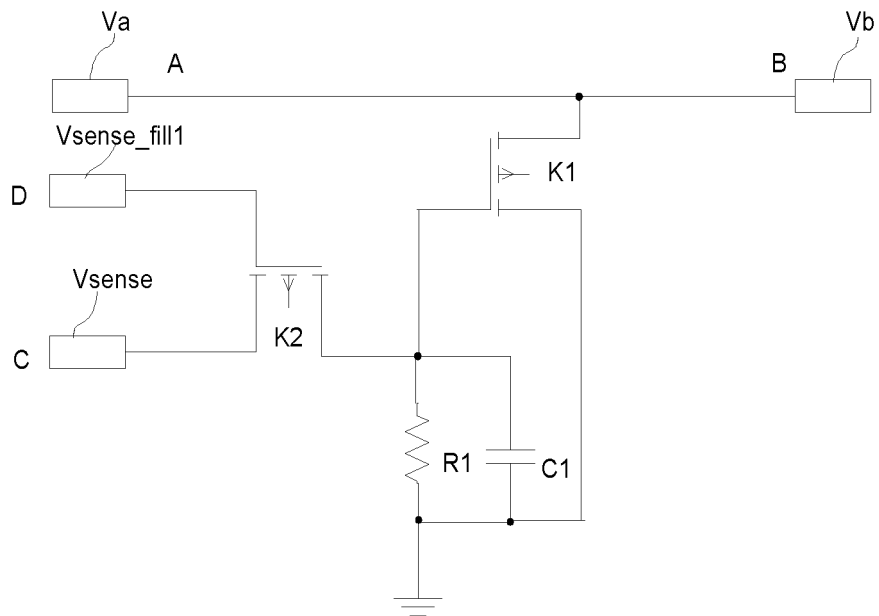 Va
Vb
A
B
Vsense_fill1
K1
D
Vsense
K2
C
R1
C1